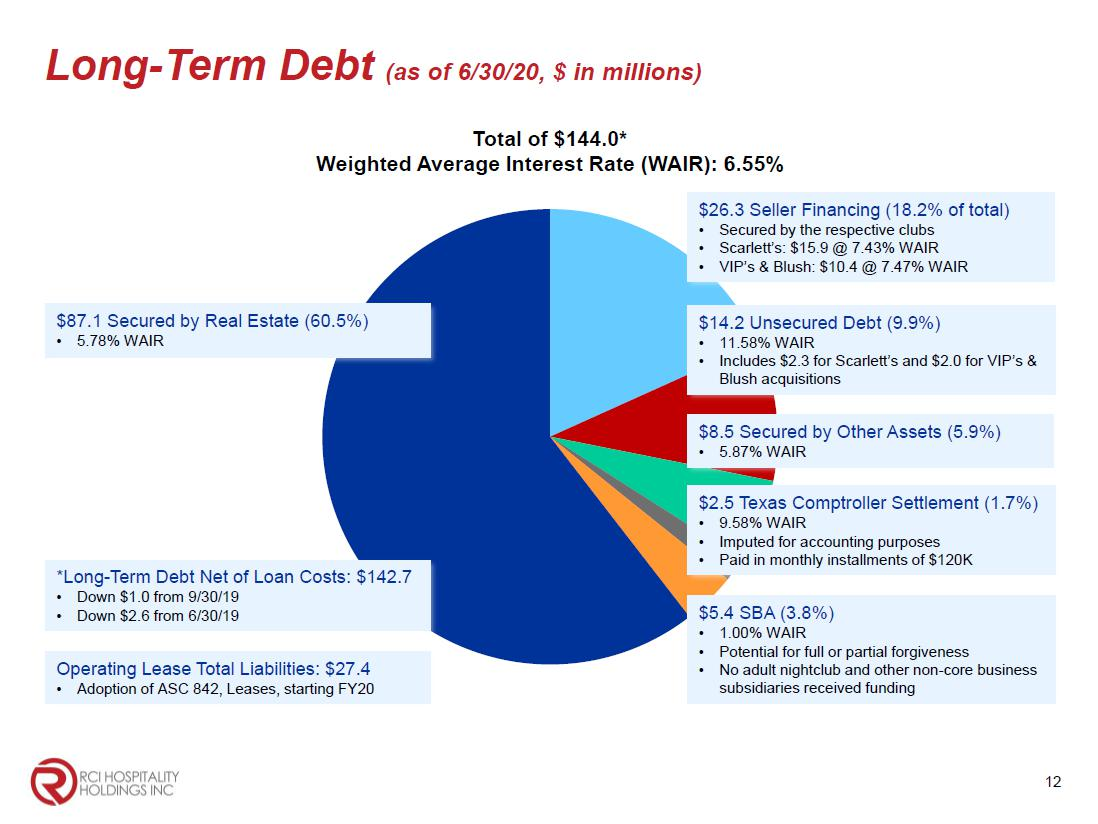 Long-Term Debt (as of 6/30/20, $ in millions)
Total of $144.0*
Weighted Average Interest Rate (WAIR): 6.55%
$26.3 Seller Financing (18.2% of total)
• Secured by the respective clubs
• Scarlett's: $15.9 @ 7.43% WAIR
• VIP's & Blush: $10.4 @ 7.47% WAIR
$87.1 Secured by Real Estate (60.5%)
• 5.78% WAIR
$14.2 Unsecured Debt (9.9%)
• 11.58% WAIR
• Includes $2.3 for Scarlett's and $2.0 for VIP's &
Blush acquisitions
$8.5 Secured by Other Assets (5.9%)
• 5.87% WAIR
$2.5 Texas Comptroller Settlement (1.7%)
• 9.58% WAIR
• Imputed for accounting purposes
• Paid in monthly installments of $120K
*Long-Term Debt Net of Loan Costs: $142.7
• Down $1.0 from 9/30/19
• Down $2.6 from 6/30/19
$5.4 SBA (3.8%)
• 1.00% WAIR
• Potential for full or partial forgiveness
• No adult nightclub and other non-core business
subsidiaries received funding
Operating Lease Total Liabilities: $27.4
• Adoption of ASC 842, Leases, starting FY20
RCI HOSPITALITY
HOLDINGS INC
12